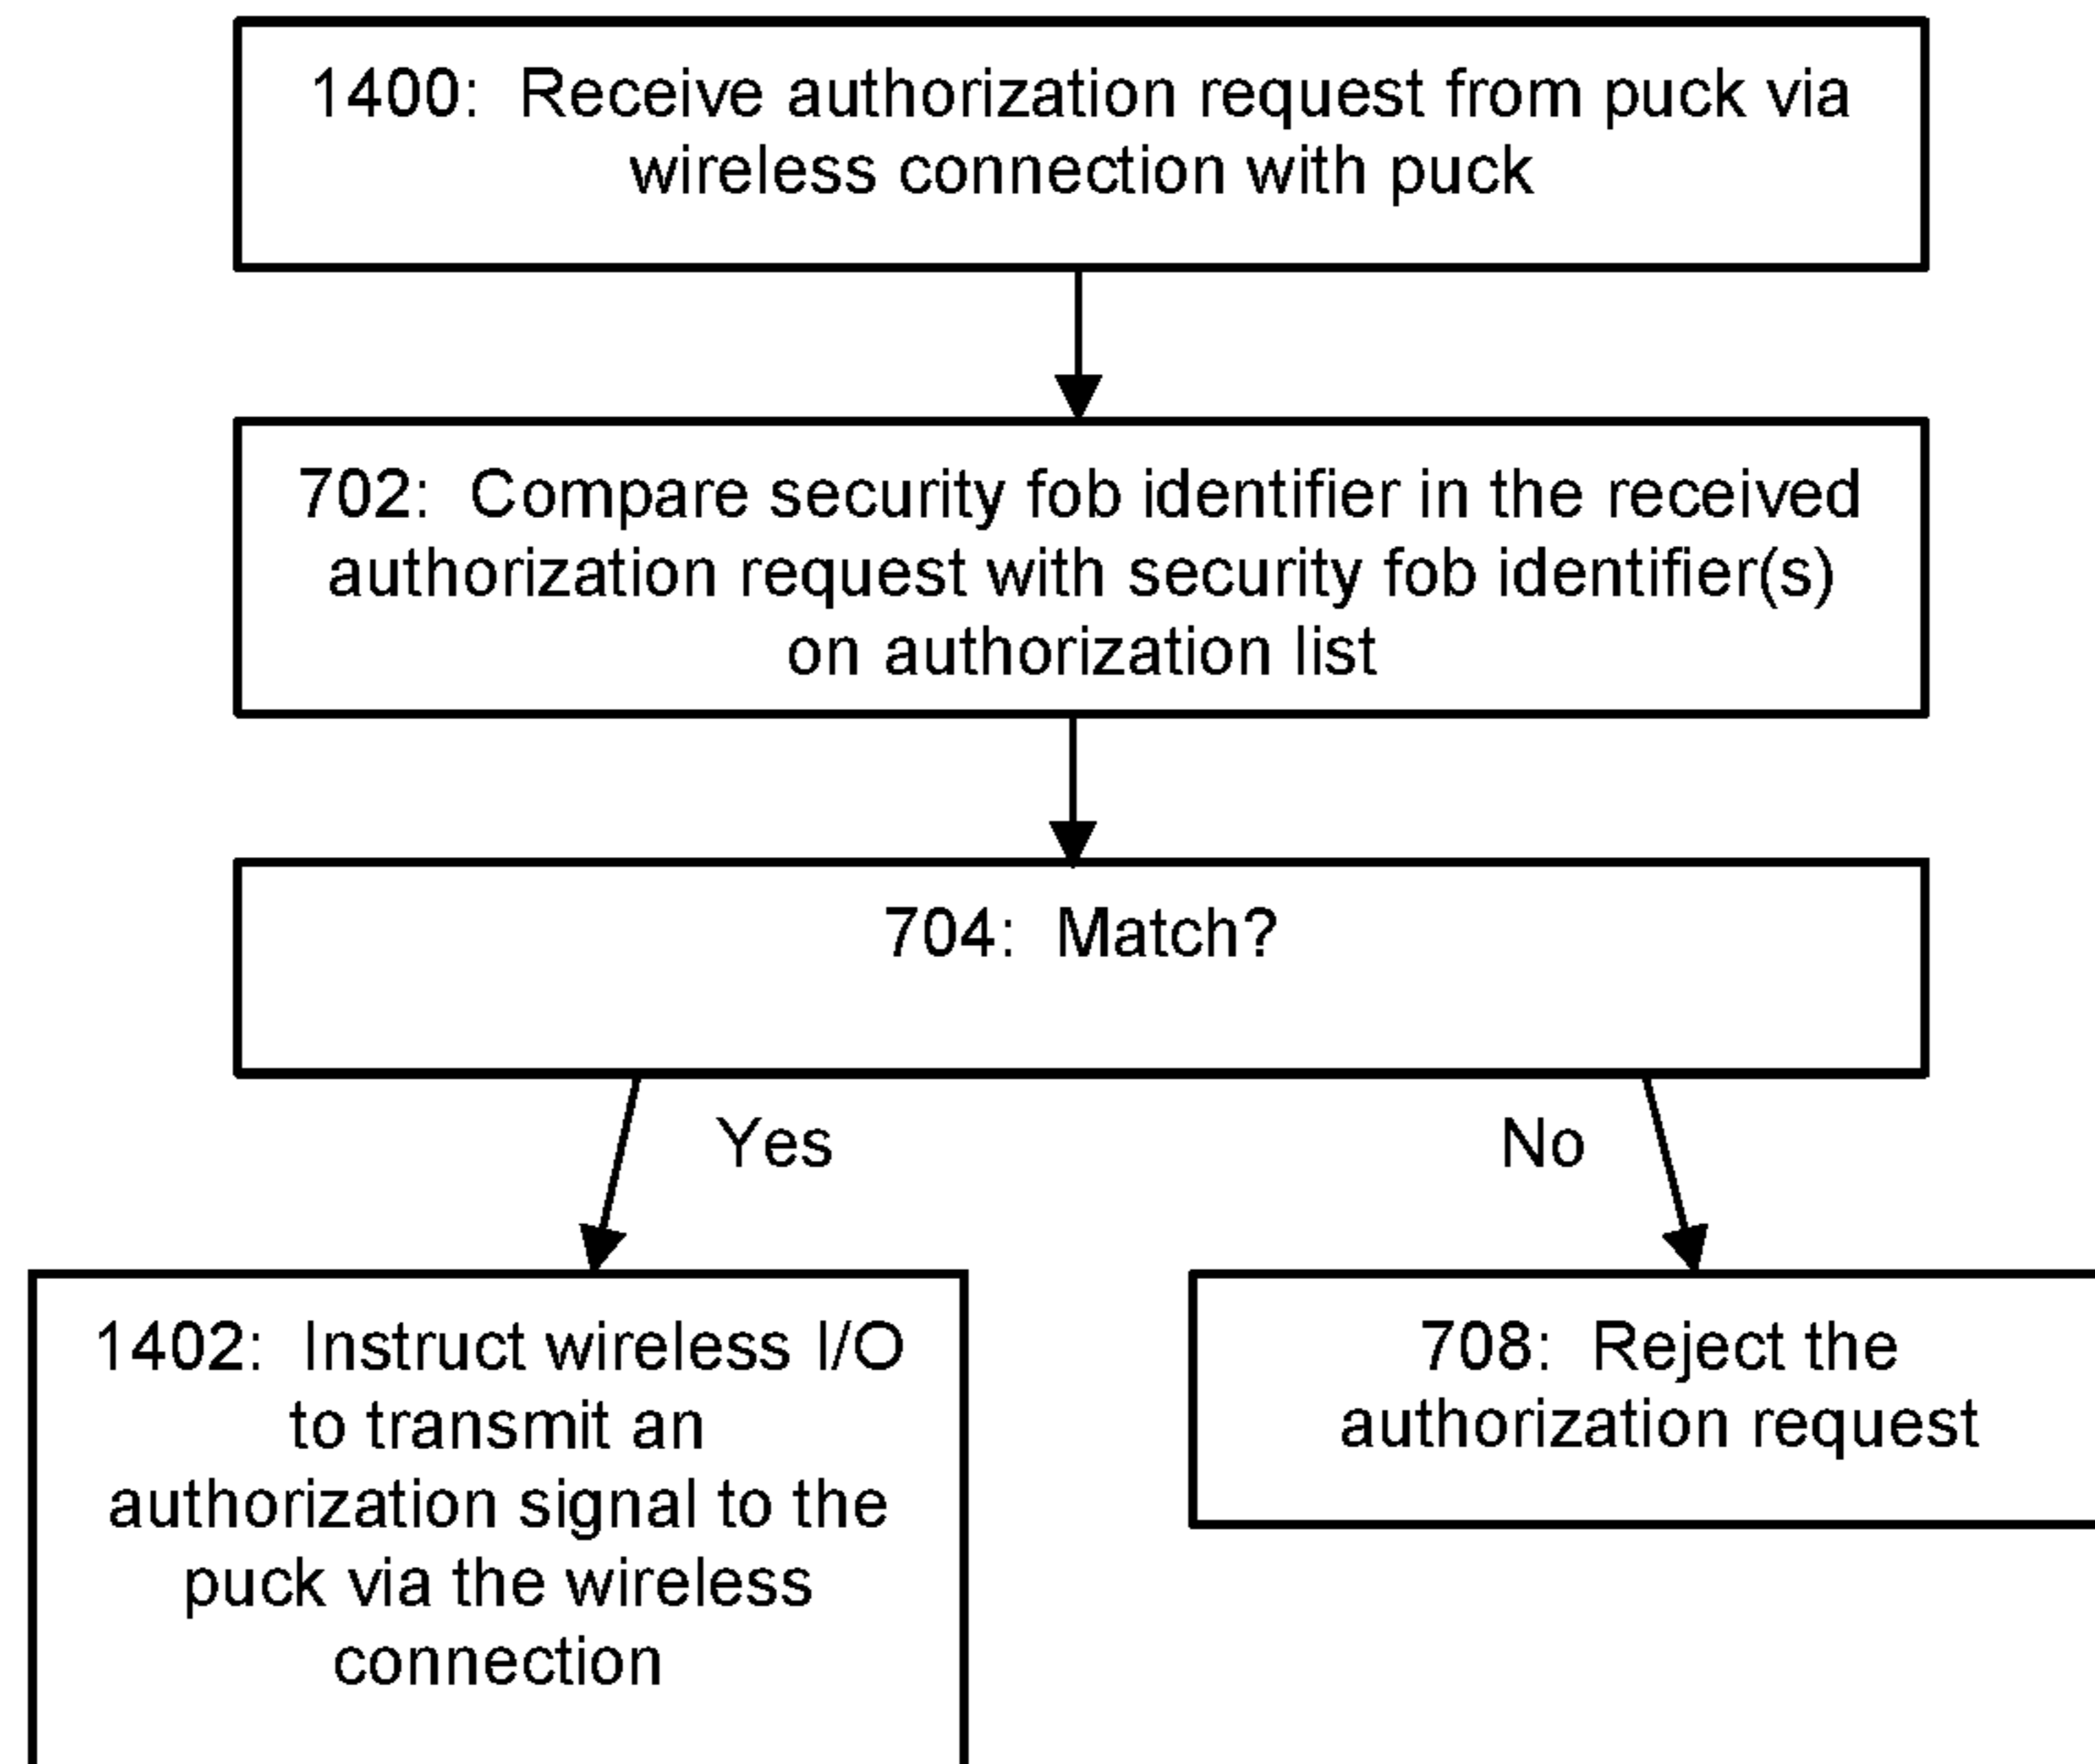 1400: Receive authorization request from puck via
wireless connection with puck
702: Compare security fob identifier in the received
authorization request with security fob identifier(s)
on authorization list
704: Match?
Yes
No
1402: Instruct wireless I/O
to transmit an
authorization signal to the
puck via the wireless
connection
708: Reject the
authorization request